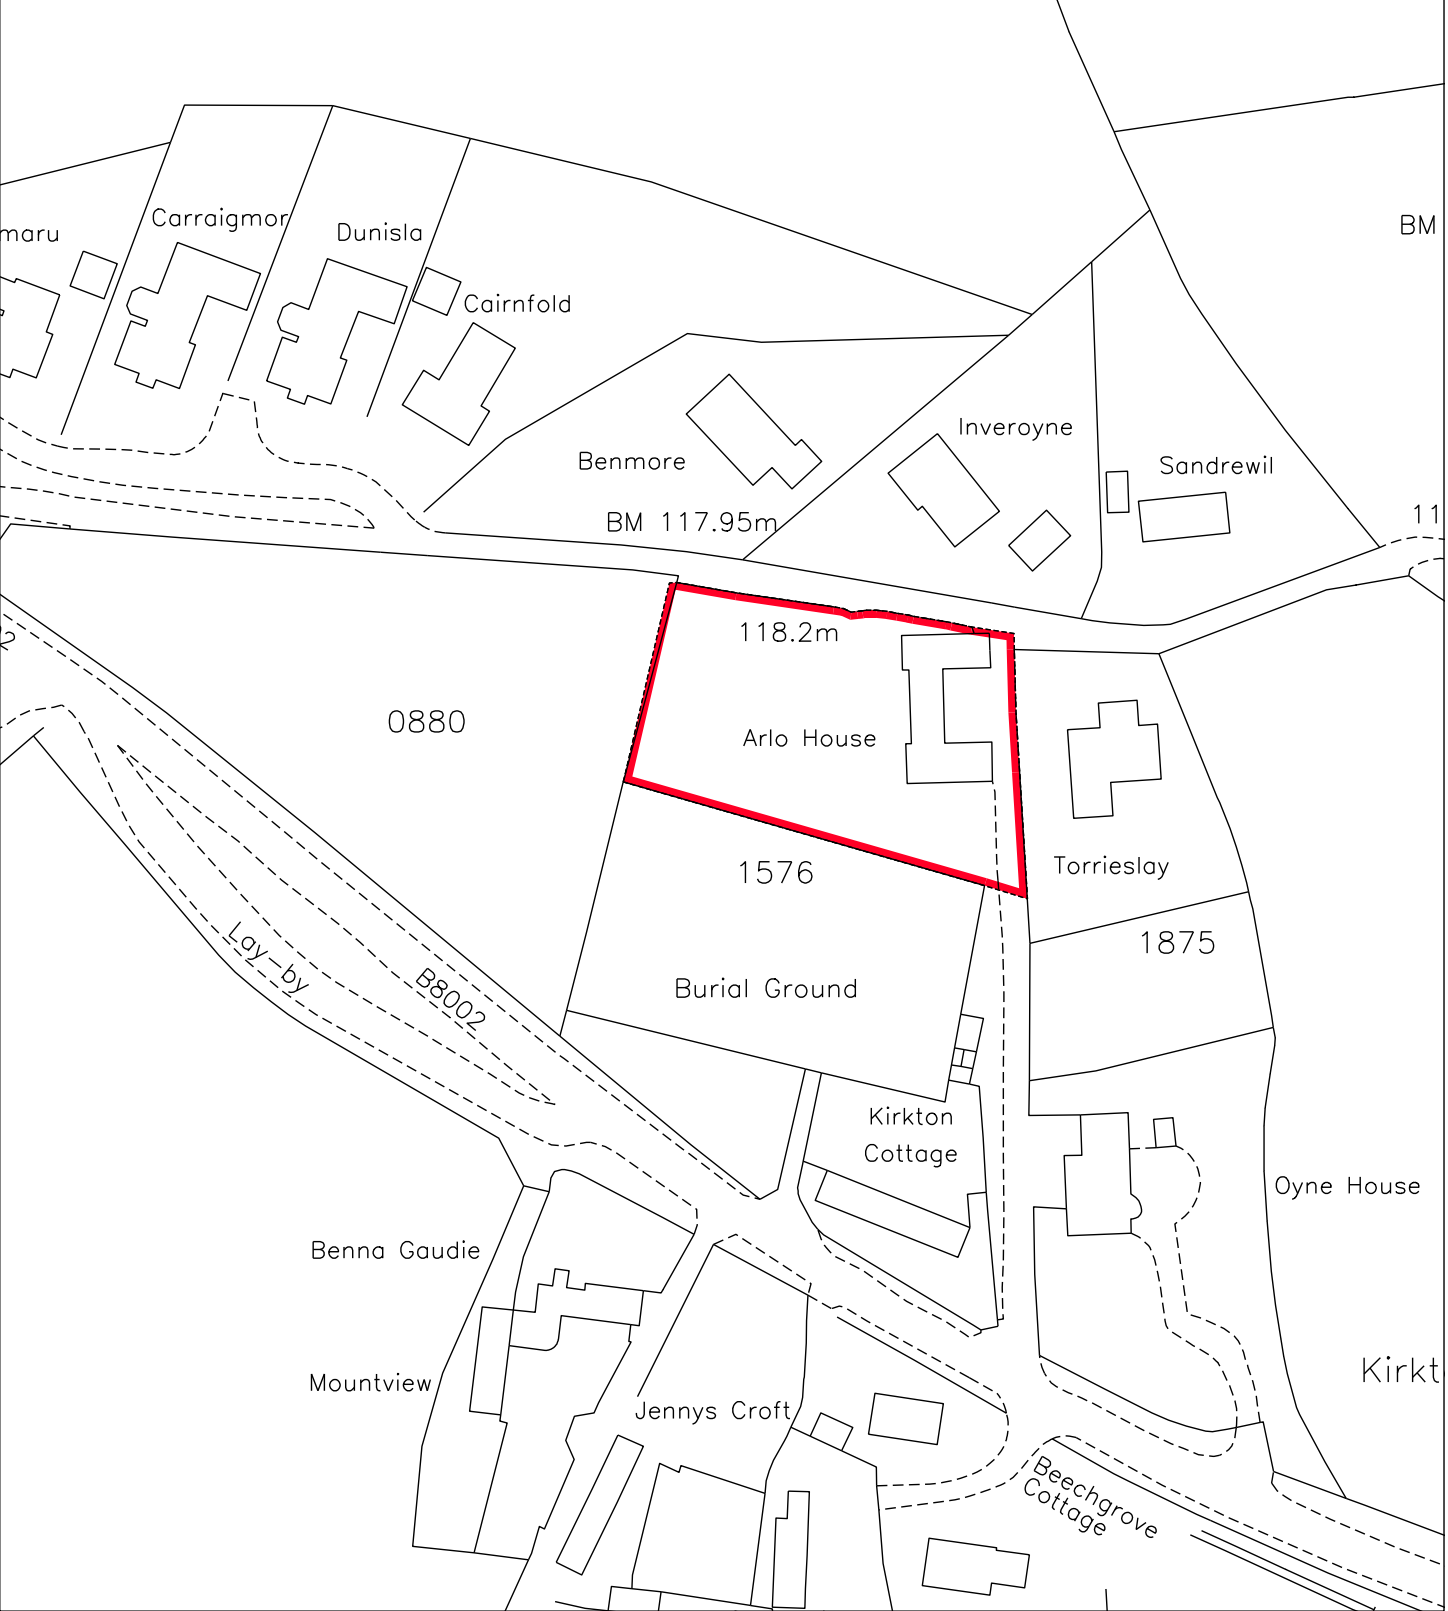 Carraigmor
maru
Dunisla
BM
Cairnfold
Inveroyne
Benmore
Sandrewil
BM 117.95m
11
118.2m
0880
Arlo House
Torrieslay
1576
1875
Lay-by
B8002
Burial Ground
Kirkton
Cottage
Oyne House
Benna Gaudie
Kirkt
Mountview
Jennys Croft
Beechgrove
Cottage